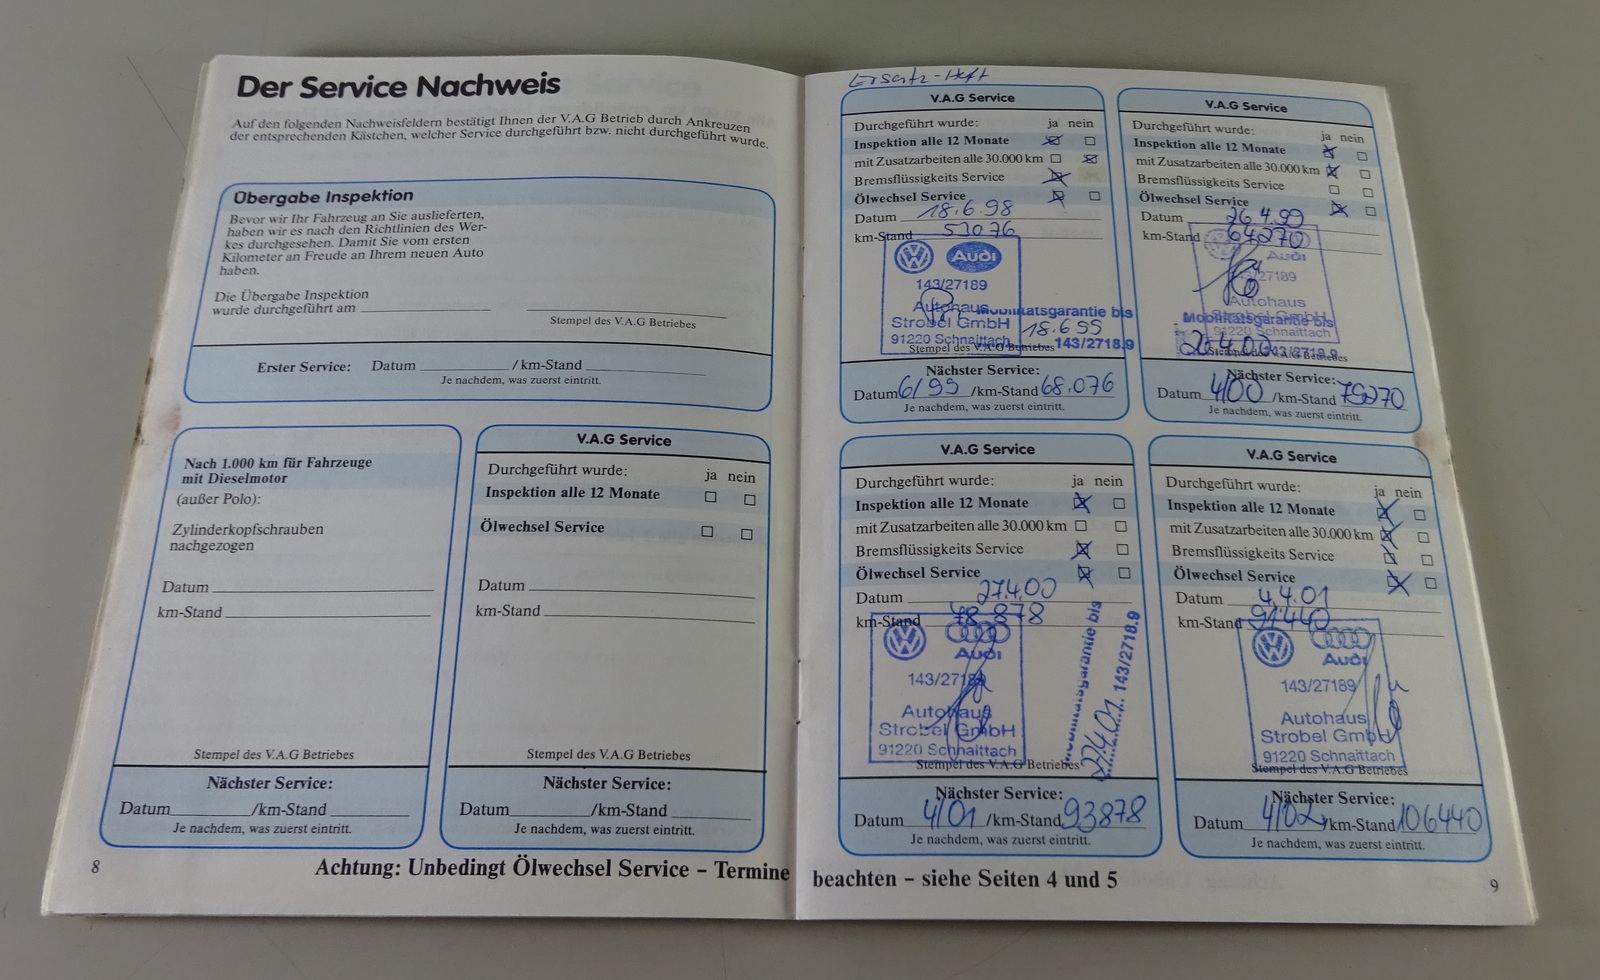 Der Service Nachweis
Auf den folgenden Nachweisfeldern bestätigt Ihnen der V.A.G Betrieb durch Ankreuzen
der entsprechenden Kästchen, welcher Service durchgeführt bzw. nicht durchgeführt wurde.
Übergabe Inspektion
Bevor wir Ihr Fahrzeug an Sie auslieferten,
haben wir es nach den Richtlinien des Wer-
kes durchgesehen. Damit Sie vom ersten
Kilometer an Freude an Ihrem neuen Auto
haben.
Die Übergabe Inspektion
wurde durchgeführt am
Stempel des V.A.G Betriebes
Erster Service: Datum / km-Stand
Je nachdem, was zuerst eintritt.
Nach 1.000 km für Fahrzeuge
mit Dieselmotor
(außer Polo):
Zylinderkopfschrauben
nachgezogen
Datum
km-Stand
Stempel des V.A.G Betriebes
Nächster Service:
Datum /km-Stand
Je nachdem, was zuerst eintritt.
V.A.G Service
Durchgeführt wurde: ja nein
Inspektion alle 12 Monate
Ölwechsel Service
Datum
km-Stand
Stempel des V.A.G Betriebes
Nächster Service:
Datum /km-Stand
Je nachdem, was zuerst eintritt.
8
Achtung: Unbedingt Ölwechsel Service – Termine
Ersatz-Heft
V.A.G Service
Durchgeführt wurde: ja nein
Inspektion alle 12 Monate
mit Zusatzarbeiten alle 30.000 km
Bremsflüssigkeits Service
Ölwechsel Service
Datum 18.6.98
km-Stand 53076
Audi
143/27189
Autohaus
Mobilitätsgarantie bis
Strobel GmbH 18.6.99
91220 Schnaittach 143/2718.9
Stempel des V.A.G Betriebes
Nächster Service:
Datum 6/99 /km-Stand 68.076
Je nachdem, was zuerst eintritt.
V.A.G Service
Durchgeführt wurde: ja nein
Inspektion alle 12 Monate
mit Zusatzarbeiten alle 30.000 km
Bremsflüssigkeits Service
Ölwechsel Service
Datum 26.4.99
km-Stand 64270
Audi
143/27189
Autohaus
Strobel GmbH
Mobilitätsgarantie bis
91220 Schnaittach
26.4.00 143/2718.9
Nächster Service:
Datum 4/00 /km-Stand 79270
Je nachdem, was zuerst eintritt.
V.A.G Service
Durchgeführt wurde: ja nein
Inspektion alle 12 Monate
mit Zusatzarbeiten alle 30.000 km
Bremsflüssigkeits Service
Ölwechsel Service
Datum 27.4.00
km-Stand 78.878
Audi
143/27189
Autohaus
Strobel GmbH
91220 Schnaittach
Stempel des V.A.G Betriebes
Mobilitätsgarantie bis
27.4.01 143/2718.9
Nächster Service:
Datum 4/01 /km-Stand 93878
Je nachdem, was zuerst eintritt.
V.A.G Service
Durchgeführt wurde: ja nein
Inspektion alle 12 Monate
mit Zusatzarbeiten alle 30.000 km
Bremsflüssigkeits Service
Ölwechsel Service
Datum 4.4.01
km-Stand 91440
Audi
143/27189
Autohaus
Strobel GmbH
91220 Schnaittach
Stempel des V.A.G Betriebes
Nächster Service:
Datum 4/02 /km-Stand 106440
Je nachdem, was zuerst eintritt.
beachten – siehe Seiten 4 und 5
9